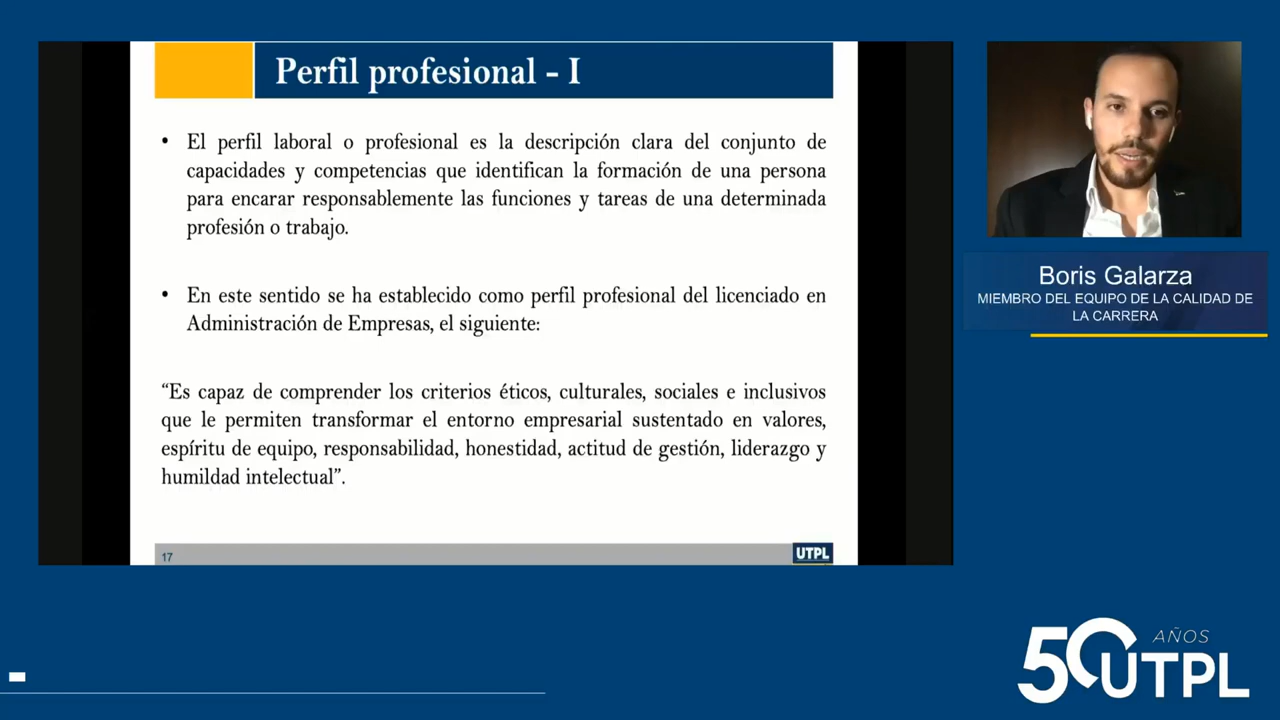 Perfil profesional - I
• El perfil laboral o profesional es la descripción clara del conjunto de
capacidades y competencias que identifican la formación de una persona
para encarar responsablemente las funciones y tareas de una determinada
profesión o trabajo.
• En este sentido se ha establecido como perfil profesional del licenciado en
Administración de Empresas, el siguiente:
“Es capaz de comprender los criterios éticos, culturales, sociales e inclusivos
que le permiten transformar el entorno empresarial sustentado en valores,
espíritu de equipo, responsabilidad, honestidad, actitud de gestión, liderazgo y
humildad intelectual”.
17
UTPL
Boris Galarza
MIEMBRO DEL EQUIPO DE LA CALIDAD DE
LA CARRERA
50 AÑOS
UTPL